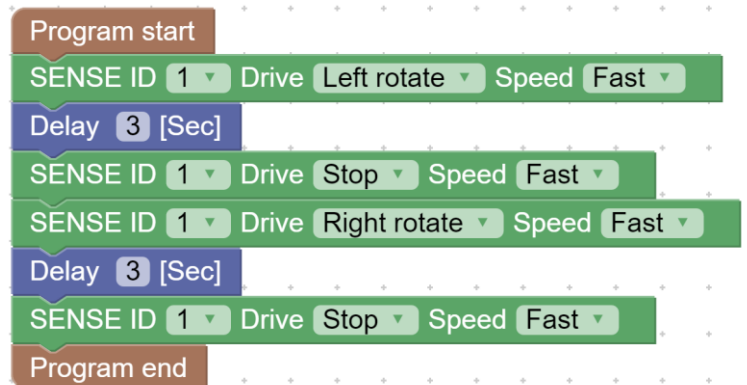 Program start
SENSE ID 1 Drive Left rotate Speed Fast
Delay 3 [Sec]
SENSE ID 1 Drive Stop Speed Fast
SENSE ID 1 Drive Right rotate Speed Fast
Delay 3 [Sec]
SENSE ID 1 Drive Stop Speed Fast
Program end